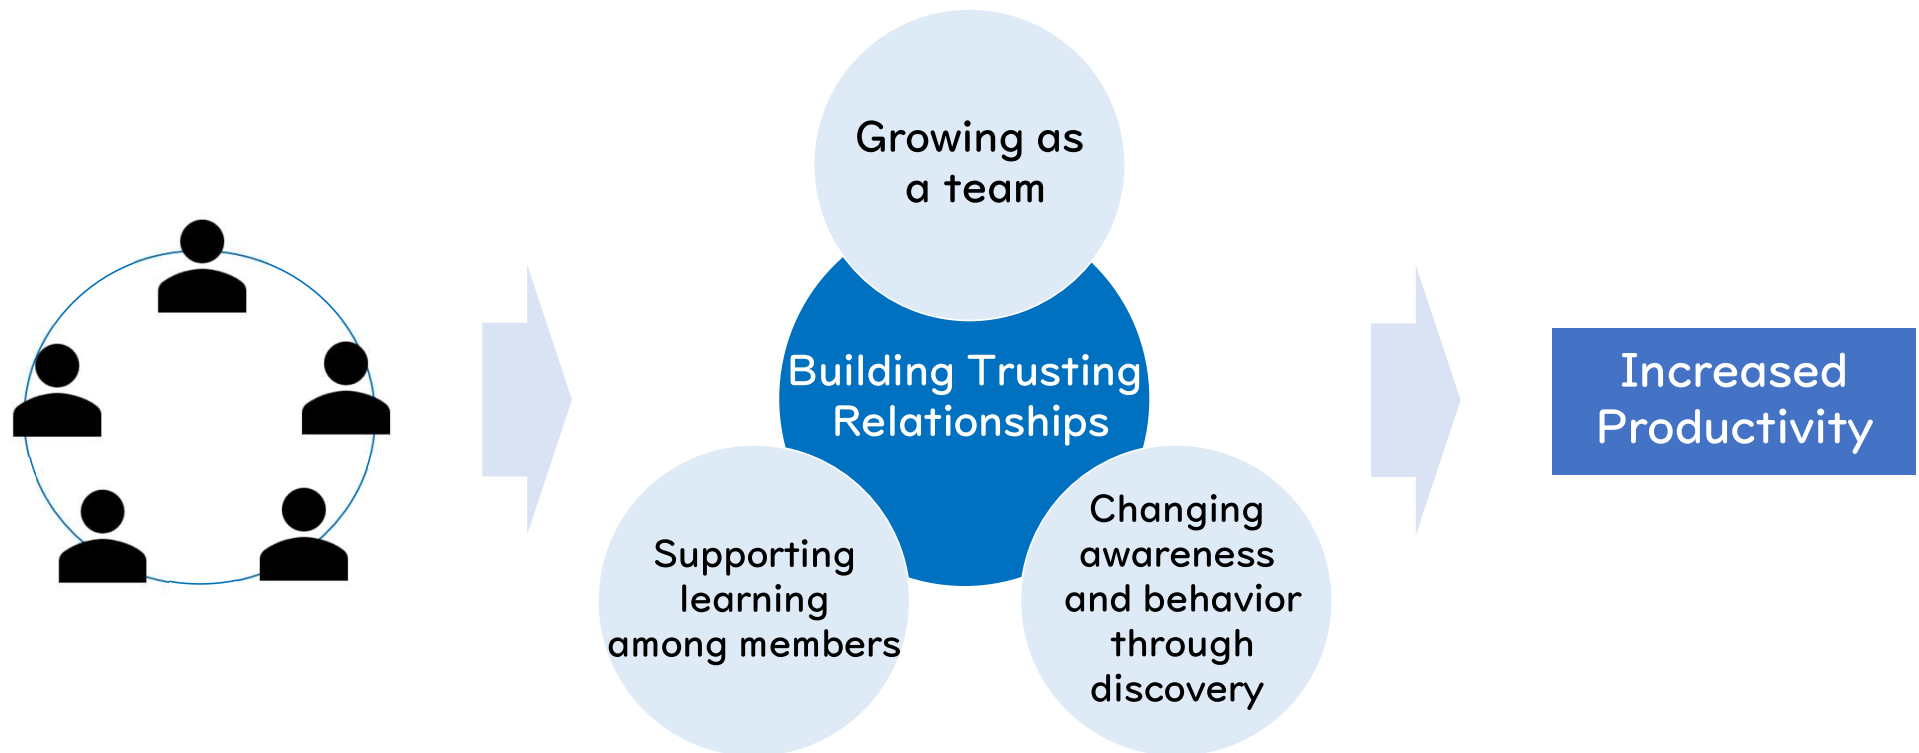 Growing as
a team
Building Trusting
Relationships
Supporting
learning
among members
Changing
awareness
and behavior
through
discovery
Increased
Productivity